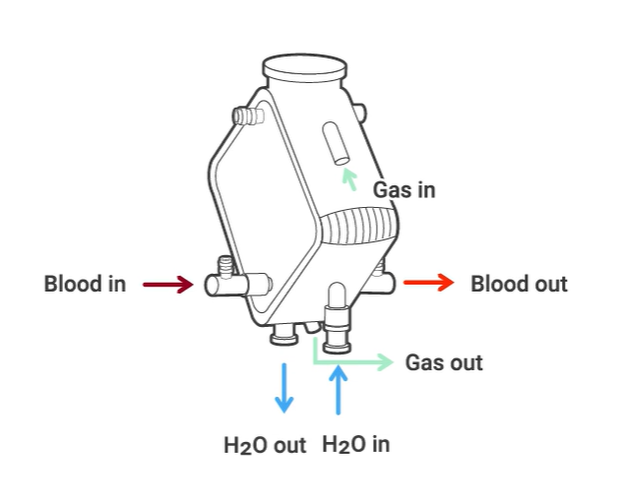 Gas in
Blood in
Blood out
Gas out
H2O out
H2O in